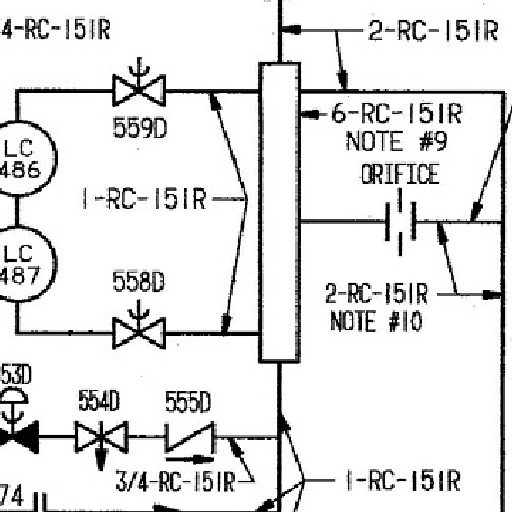 4-RC-151R
2-RC-151R
559D
6-RC-151R
NOTE #9
ORIFICE
LC
486
1-RC-151R
LC
487
558D
2-RC-151R
NOTE #10
53D
554D
555D
3/4-RC-151R
1-RC-151R
74